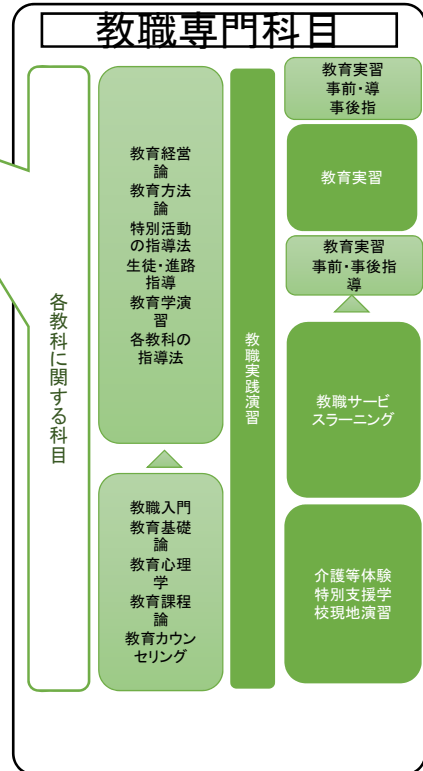 教職専門科目
各教科に関する科目
教育経営
論
教育方法
論
特別活動
の指導法
生徒・進路
指導
教育学演
習
各教科の
指導法
教職入門
教育基礎
論
教育心理
学
教育課程
論
教育カウン
セリング
教職実践演習
教育実習
事前・導
事後指
教育実習
教育実習
事前・事後指
導
教職サービ
スラーニング
介護等体験
特別支援学
校現地演習